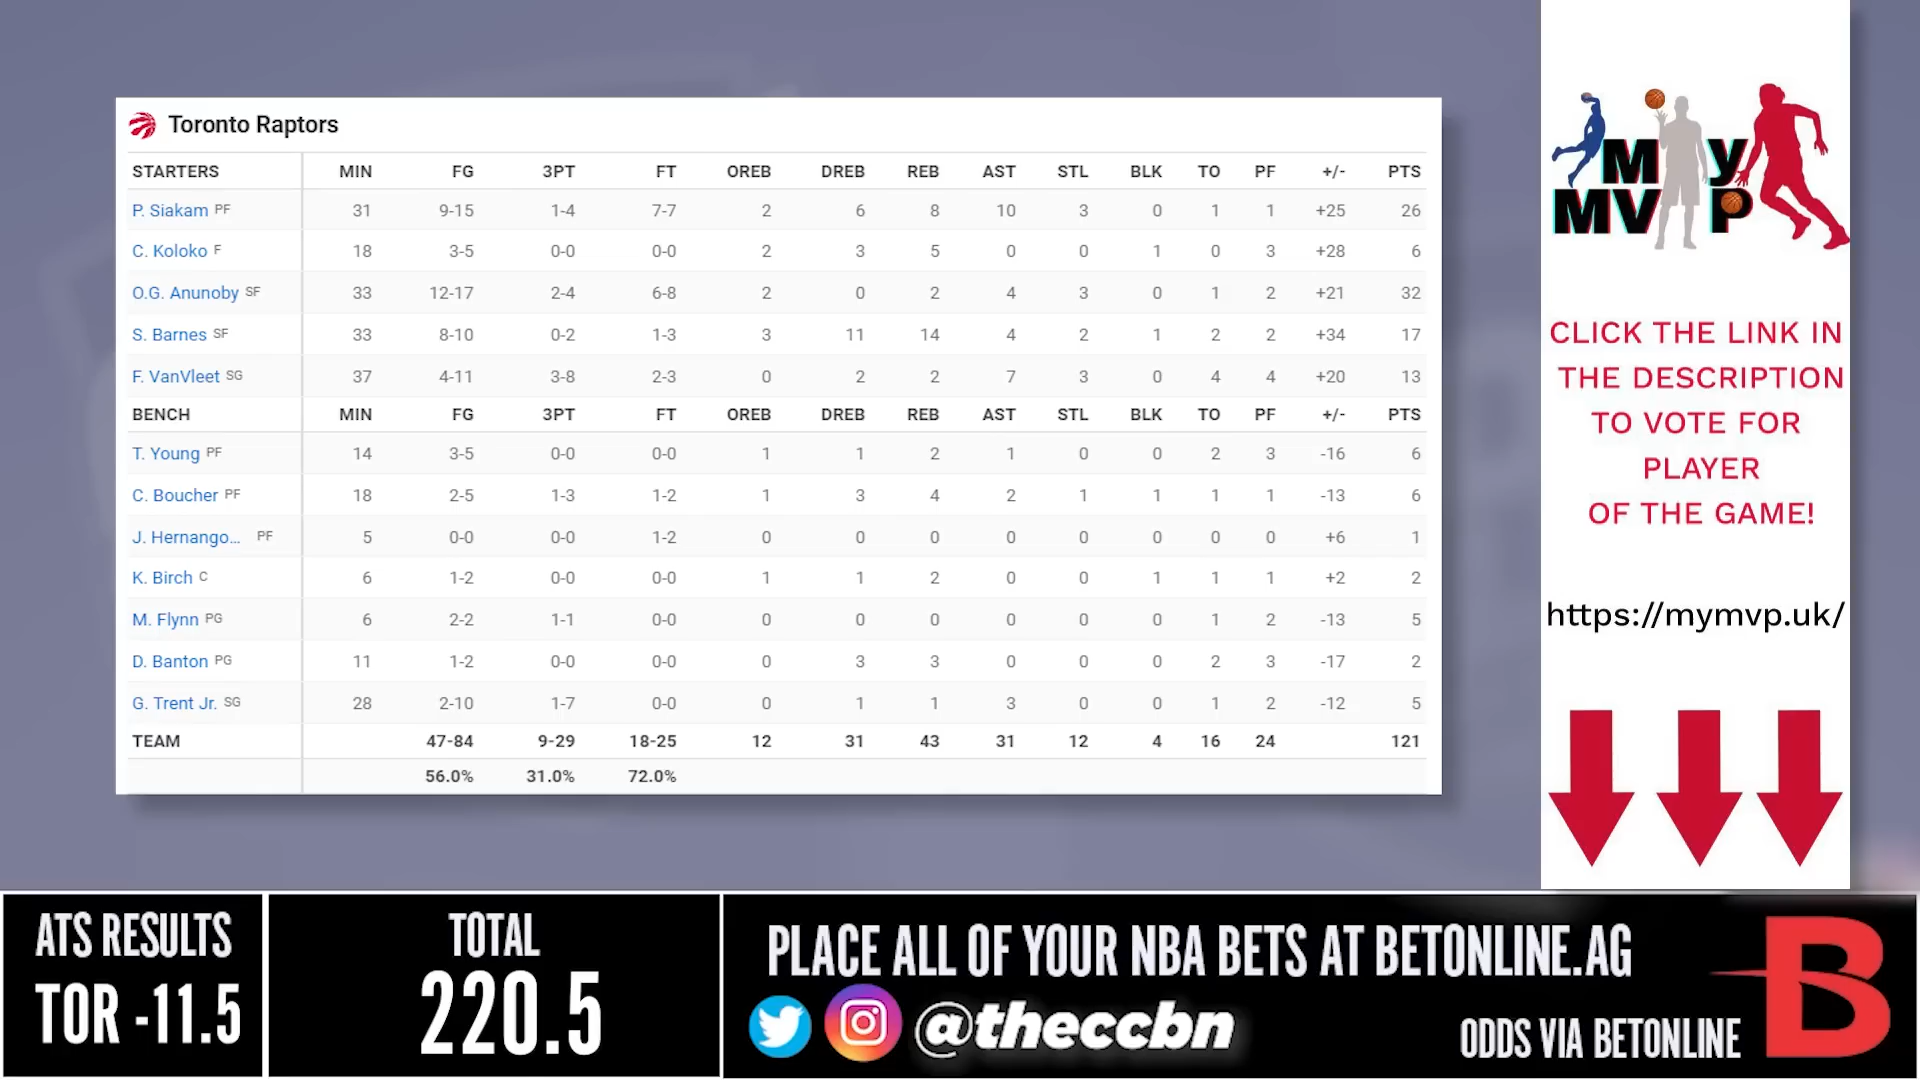 Toronto Raptors
STARTERS MIN FG 3PT FT OREB DREB REB AST STL BLK TO PF +/- PTS
P. Siakam PF 31 9-15 1-4 7-7 2 6 8 10 3 0 1 1 +25 26
C. Koloko F 18 3-5 0-0 0-0 2 3 5 0 0 1 0 3 +28 6
O.G. Anunoby SF 33 12-17 2-4 6-8 2 0 2 4 3 0 1 2 +21 32
S. Barnes SF 33 8-10 0-2 1-3 3 11 14 4 2 1 2 2 +34 17
F. VanVleet SG 37 4-11 3-8 2-3 0 2 2 7 3 0 4 4 +20 13
BENCH MIN FG 3PT FT OREB DREB REB AST STL BLK TO PF +/- PTS
T. Young PF 14 3-5 0-0 0-0 1 1 2 1 0 0 2 3 -16 6
C. Boucher PF 18 2-5 1-3 1-2 1 3 4 2 1 1 1 1 -13 6
J. Hernango... PF 5 0-0 0-0 1-2 0 0 0 0 0 0 0 0 +6 1
K. Birch C 6 1-2 0-0 0-0 1 1 2 0 0 1 1 1 +2 2
M. Flynn PG 6 2-2 1-1 0-0 0 0 0 0 0 0 1 2 -13 5
D. Banton PG 11 1-2 0-0 0-0 0 3 3 0 0 0 2 3 -17 2
G. Trent Jr. SG 28 2-10 1-7 0-0 0 1 1 3 0 0 1 2 -12 5
TEAM 47-84 9-29 18-25 12 31 43 31 12 4 16 24 121
56.0% 31.0% 72.0%
MY
MVP
CLICK THE LINK IN
THE DESCRIPTION
TO VOTE FOR
PLAYER
OF THE GAME!
https://mymvp.uk/
ATS RESULTS
TOR -11.5
TOTAL
220.5
PLACE ALL OF YOUR NBA BETS AT BETONLINE.AG
@theccbn
ODDS VIA BETONLINE
B